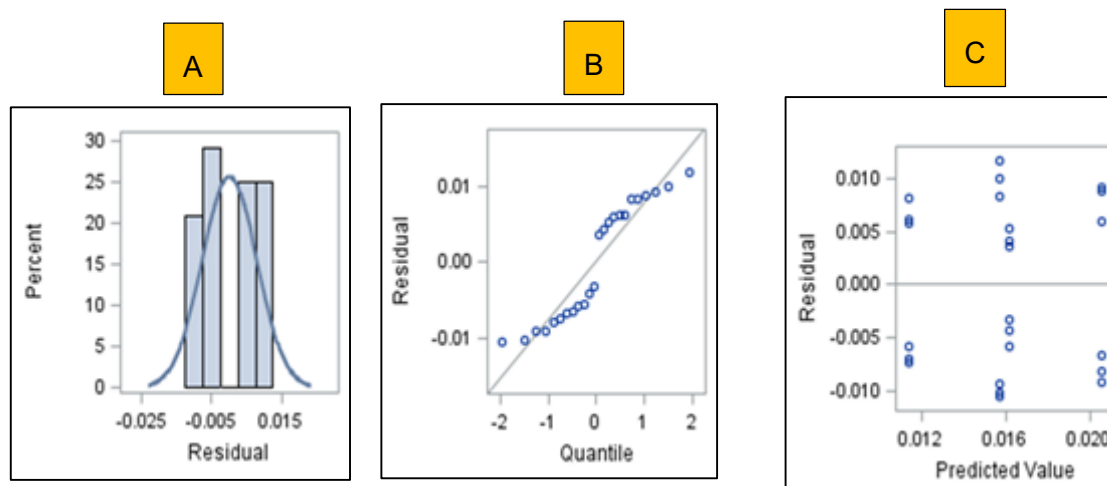 A
B
C
Percent
30
25
20
15
10
5
0
-0.025 -0.005 0.015
Residual
Residual
0.01
0.00
-0.01
-2 -1 0 1 2
Quantile
Residual
0.010
0.005
0.000
-0.005
-0.010
0.012 0.016 0.020
Predicted Value